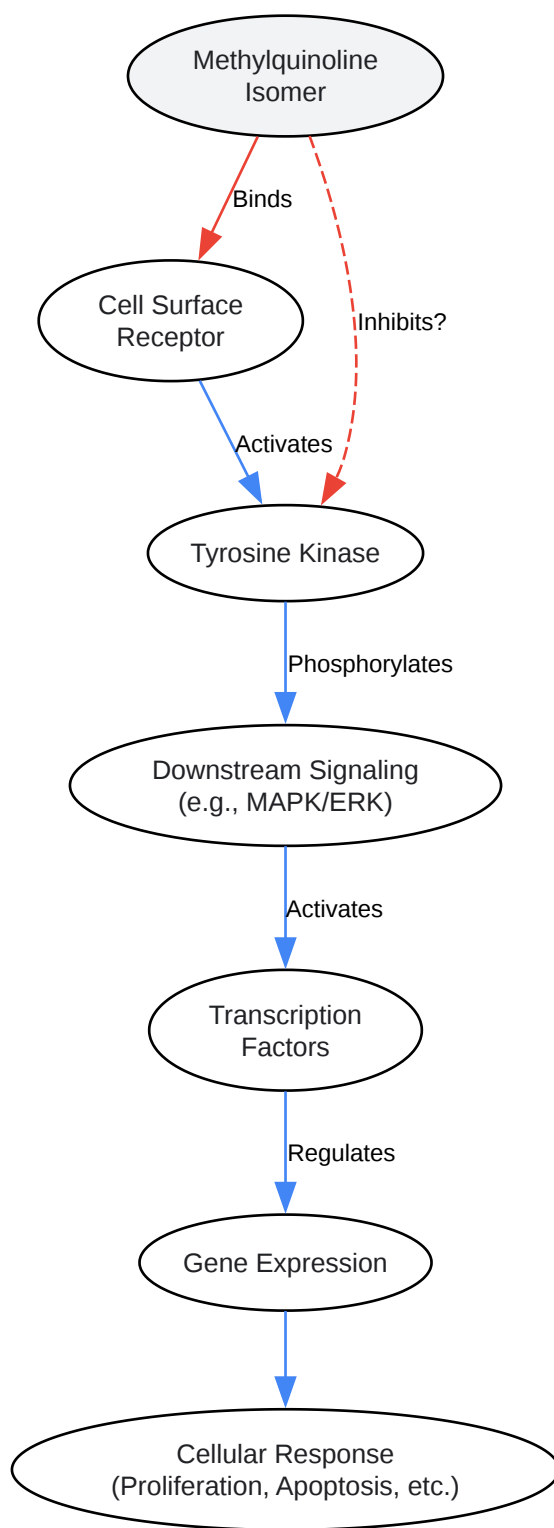 Methylquinoline
Isomer
Binds
Cell Surface
Receptor
Inhibits?
Activates
Tyrosine Kinase
Phosphorylates
Downstream Signaling
(e.g., MAPK/ERK)
Activates
Transcription
Factors
Regulates
Gene Expression
Cellular Response
(Proliferation, Apoptosis, etc.)